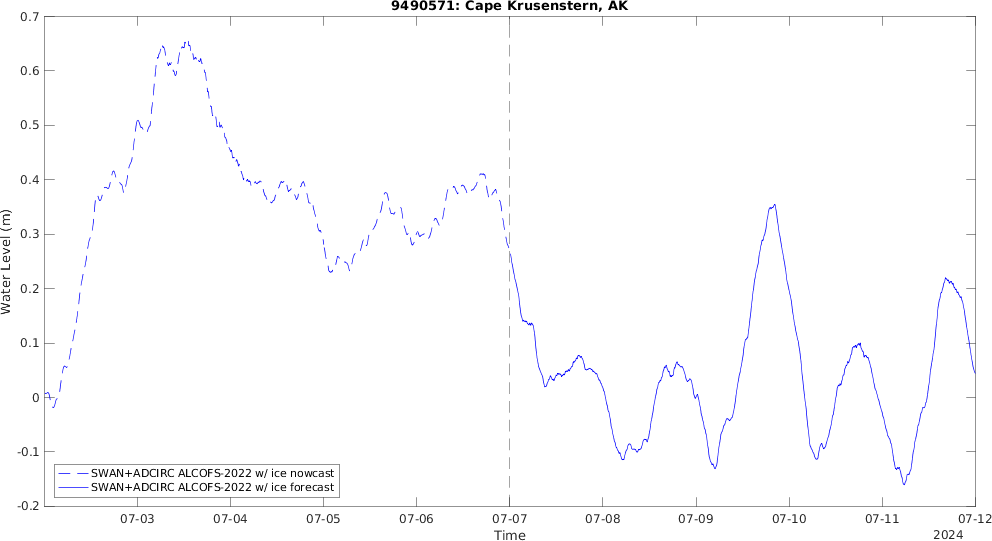 9490571: Cape Krusenstern, AK
0.7
0.6
0.5
0.4
0.3
0.2
0.1
0
-0.1
-0.2
Water Level (m)
SWAN+ADCIRC ALCOFS-2022 w/ ice nowcast
SWAN+ADCIRC ALCOFS-2022 w/ ice forecast
07-03 07-04 07-05 07-06 07-07 07-08 07-09 07-10 07-11 07-12
Time
2024